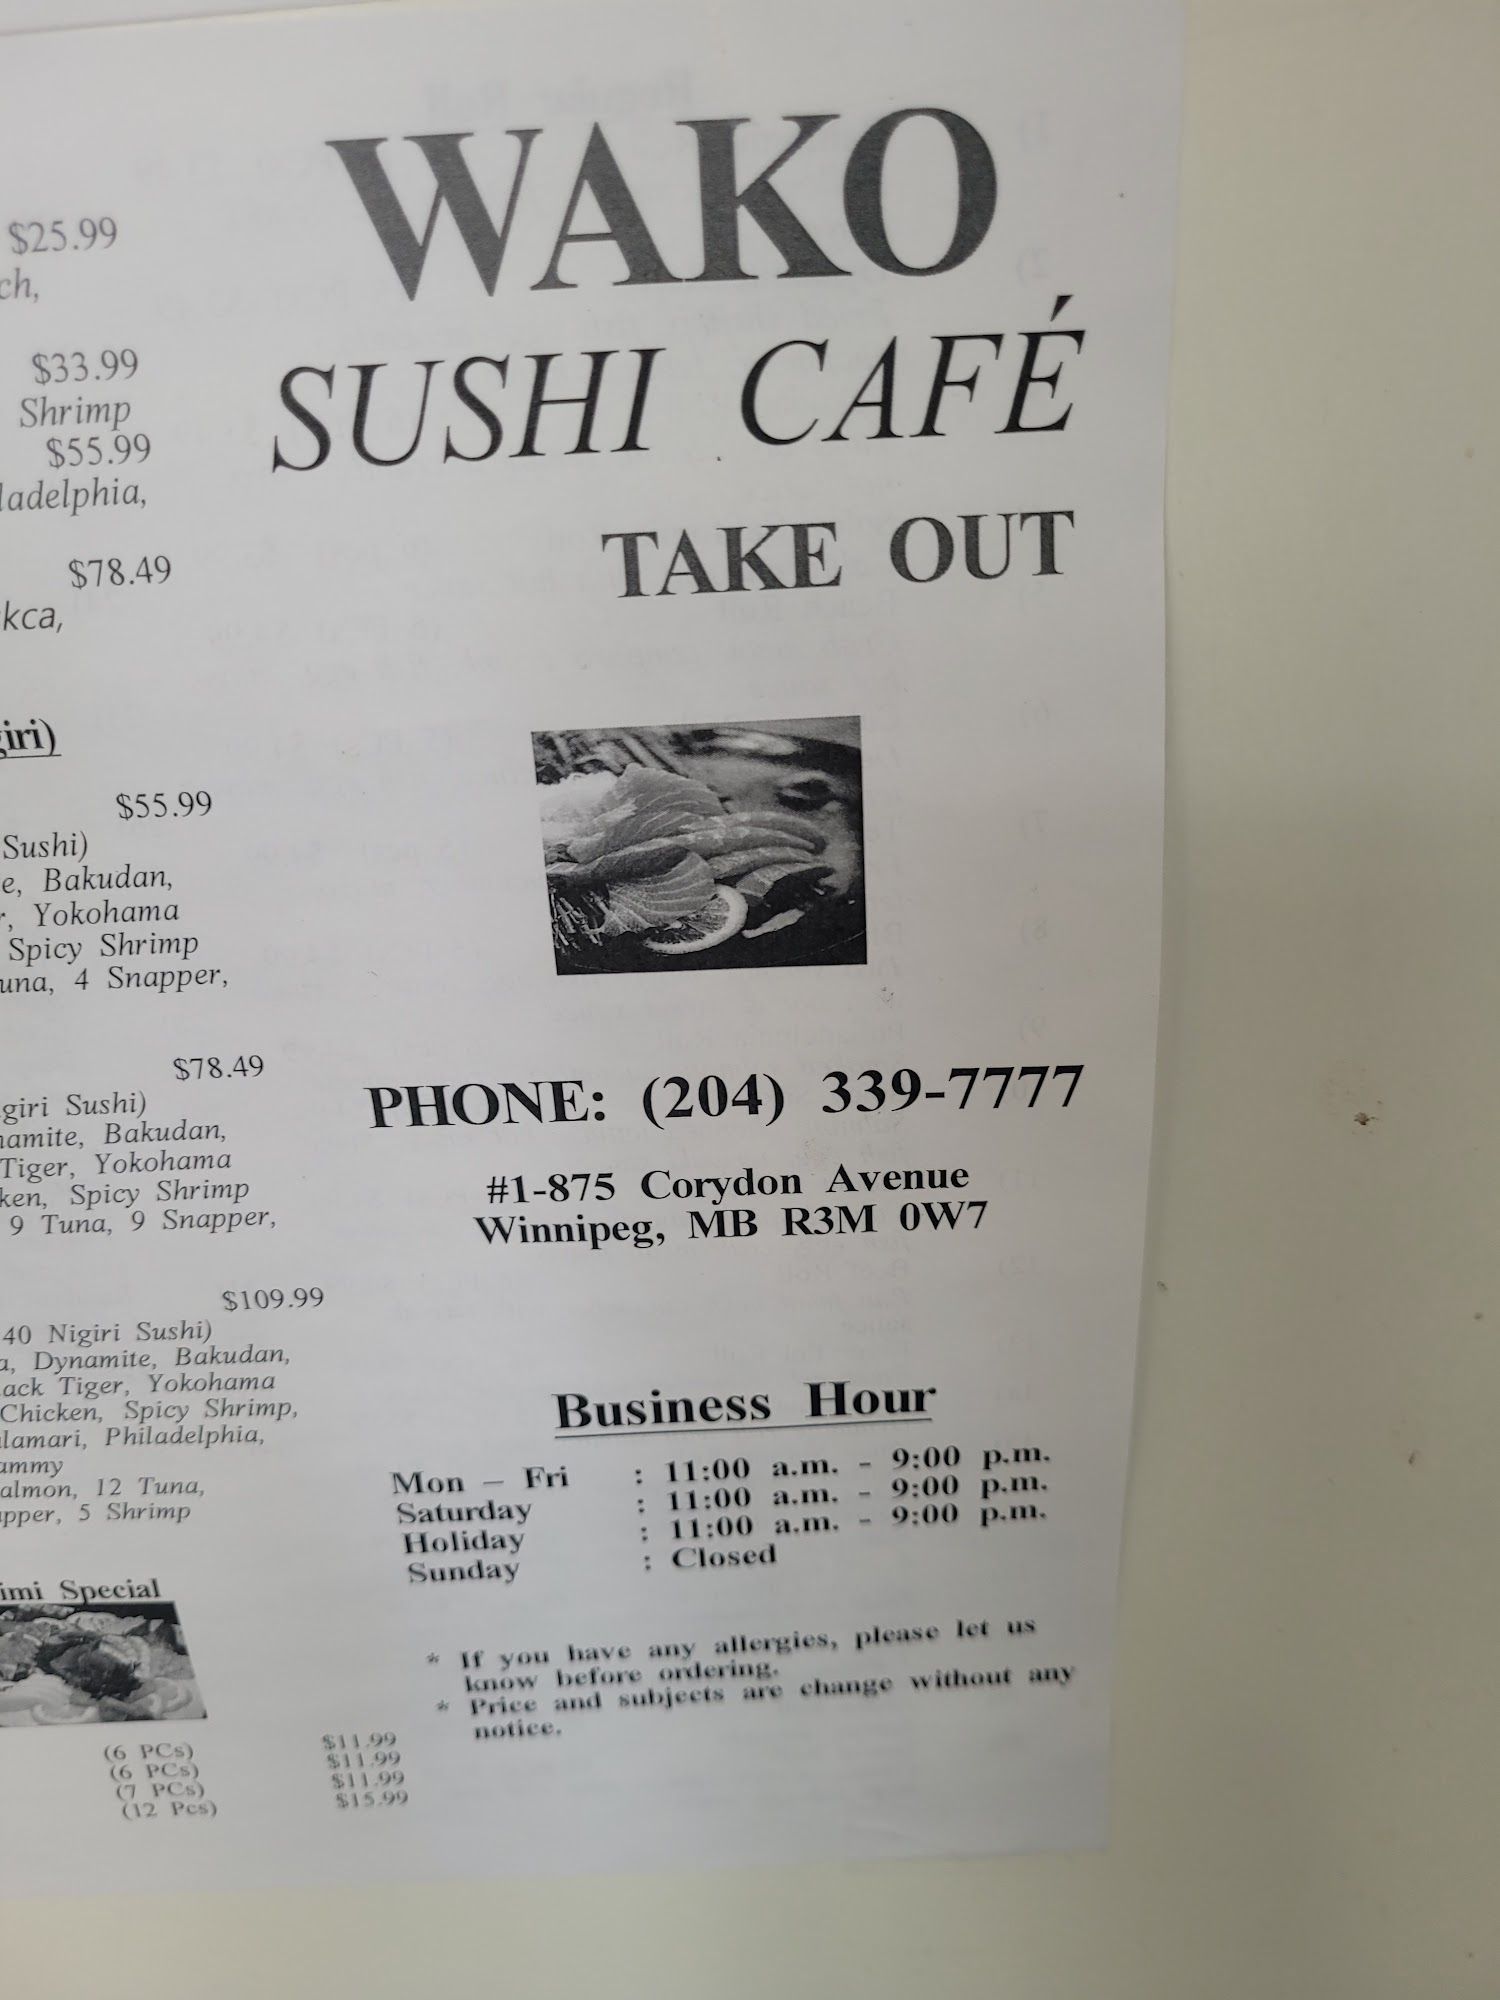 $25.99
ch,
$33.99
Shrimp
$55.99
ladelphia,
$78.49
kca,
giri)
$55.99
Sushi)
e, Bakudan,
r, Yokohama
Spicy Shrimp
una, 4 Snapper,
$78.49
giri Sushi)
namite, Bakudan,
Tiger, Yokohama
ken, Spicy Shrimp
9 Tuna, 9 Snapper,
$109.99
40 Nigiri Sushi)
a, Dynamite, Bakudan,
ack Tiger, Yokohama
Chicken, Spicy Shrimp,
lamari, Philadelphia,
ammy
almon, 12 Tuna,
pper, 5 Shrimp
imi Special
(6 PCs) $11.99
(6 PCs) $11.99
(7 PCs) $11.99
(12 Pcs) $15.99
WAKO
SUSHI CAFÉ
TAKE OUT
PHONE: (204) 339-7777
#1-875 Corydon Avenue
Winnipeg, MB R3M 0W7
Business Hour
Mon – Fri : 11:00 a.m. - 9:00 p.m.
Saturday : 11:00 a.m. - 9:00 p.m.
Holiday : 11:00 a.m. - 9:00 p.m.
Sunday : Closed
* If you have any allergies, please let us
know before ordering.
* Price and subjects are change without any
notice.